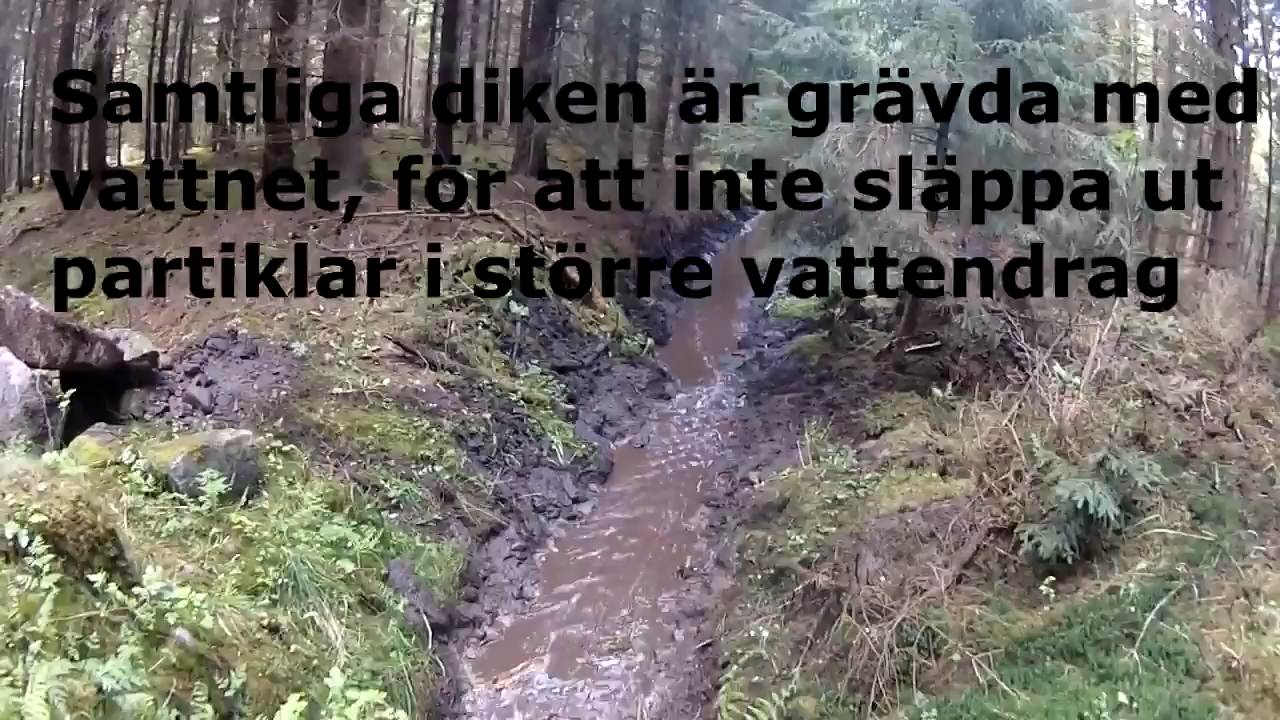 Samtliga diken är grävda med
vattnet, för att inte släppa ut
partiklar i större vattendrag